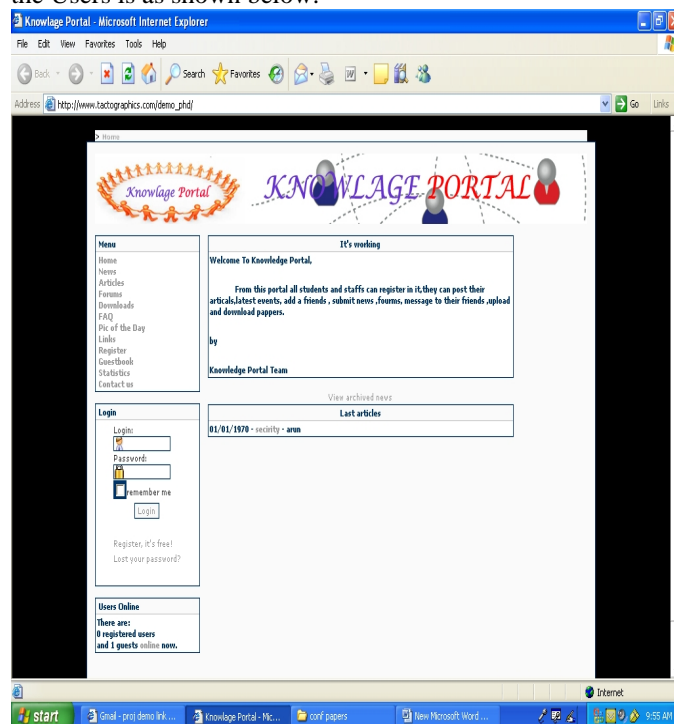 the Users is as shown below:
Knowlage Portal - Microsoft Internet Explorer
File Edit View Favorites Tools Help
Back Search Favorites
Address http://www.tactographics.com/demo_phd/ Go Links
> Home
Knowlage Portal KNOWLAGE PORTAL
Menu
Home
News
Articles
Forums
Downloads
FAQ
Pic of the Day
Links
Register
Guestbook
Statistics
Contact us
It's working
Welcome To Knowledge Portal,
From this portal all students and staffs can register in it,they can post their
articals,latest events, add a friends , submit news ,fourms, message to their friends ,upload
and download pappers.
by
Knowledge Portal Team
View archived news
Last articles
01/01/1970 - secirity - arun
Login
Login:
Password:
remember me
Login
Register, it's free!
Lost your password?
Users Online
There are:
0 registered users
and 1 guests online now.
Internet
start Gmail - proj demo link ... Knowlage Portal - Mic... conf papers New Microsoft Word ... 9:55 AM